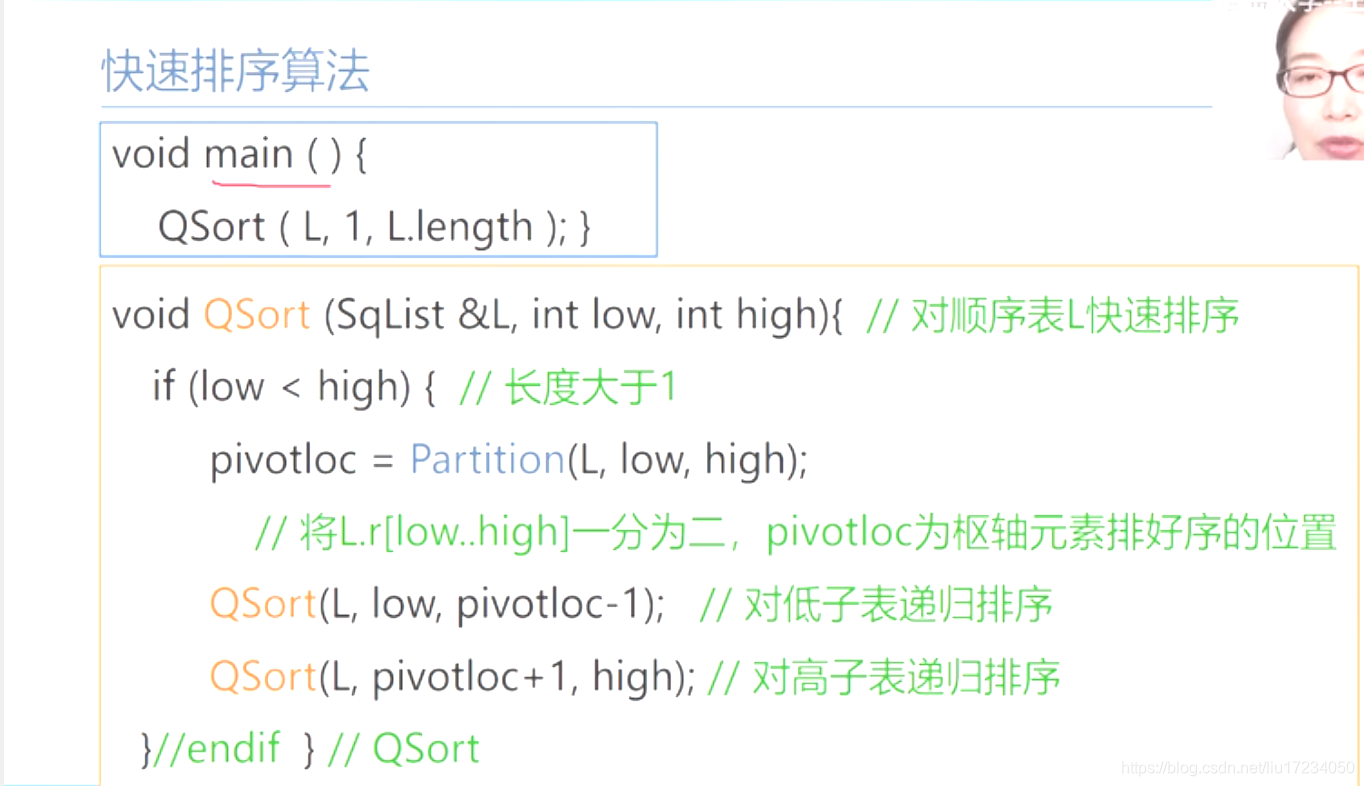 快速排序算法
void main ( ) {
QSort ( L, 1, L.length ); }
void QSort (SqList &L, int low, int high){ // 对顺序表L快速排序
if (low < high) { // 长度大于1
pivotloc = Partition(L, low, high);
// 将L.r[low..high]一分为二，pivotloc为枢轴元素排好序的位置
QSort(L, low, pivotloc-1); // 对低子表递归排序
QSort(L, pivotloc+1, high); // 对高子表递归排序
}//endif } // QSort
https://blog.csdn.net/liu17234050